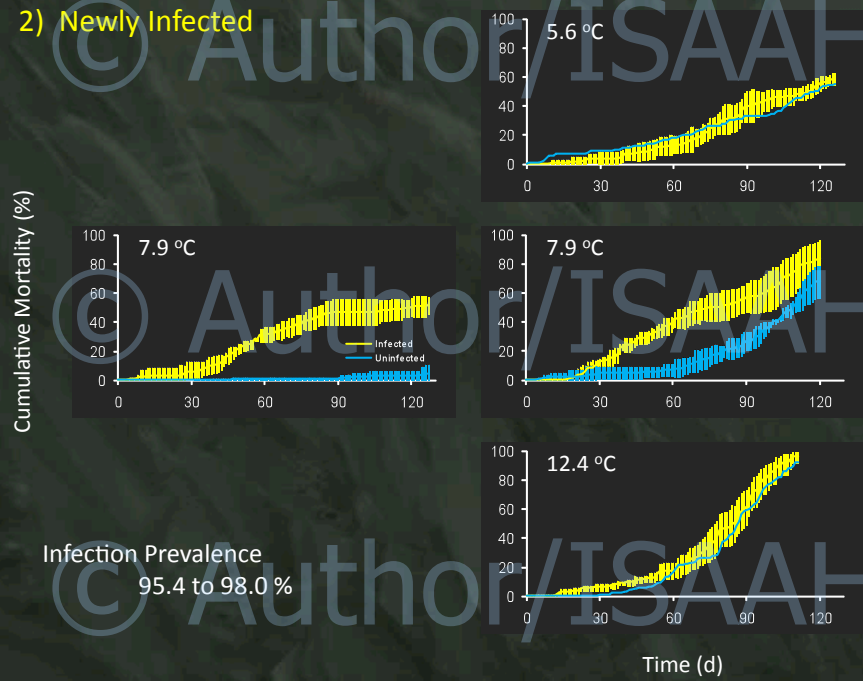 2) Newly Infected
5.6 °C
100
80
60
40
20
0
0 30 60 90 120
Cumulative Mortality (%)
7.9 °C
100
80
60
40
20
0
0 30 60 90 120
Infected
Uninfected
7.9 °C
100
80
60
40
20
0
0 30 60 90 120
12.4 °C
100
80
60
40
20
0
0 30 60 90 120
Infection Prevalence
95.4 to 98.0 %
Time (d)
© Author/ISAAH
© Author/ISAAH
© Author/ISAAH